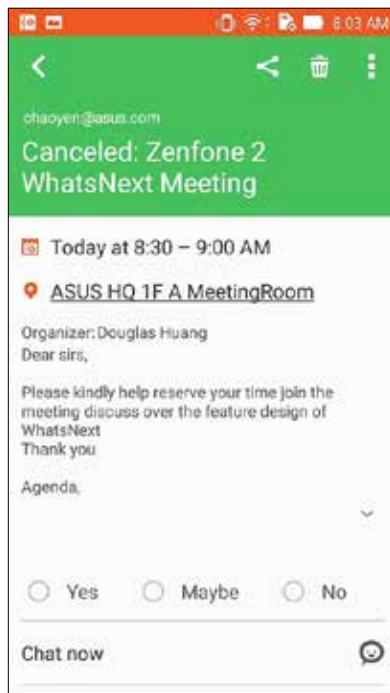 8:03 AM
chaoyen@asus.com
Canceled: Zenfone 2
WhatsNext Meeting
Today at 8:30 – 9:00 AM
ASUS HQ 1F A MeetingRoom
Organizer: Douglas Huang
Dear sirs,
Please kindly help reserve your time join the
meeting discuss over the feature design of
WhatsNext
Thank you
Agenda,
Yes Maybe No
Chat now